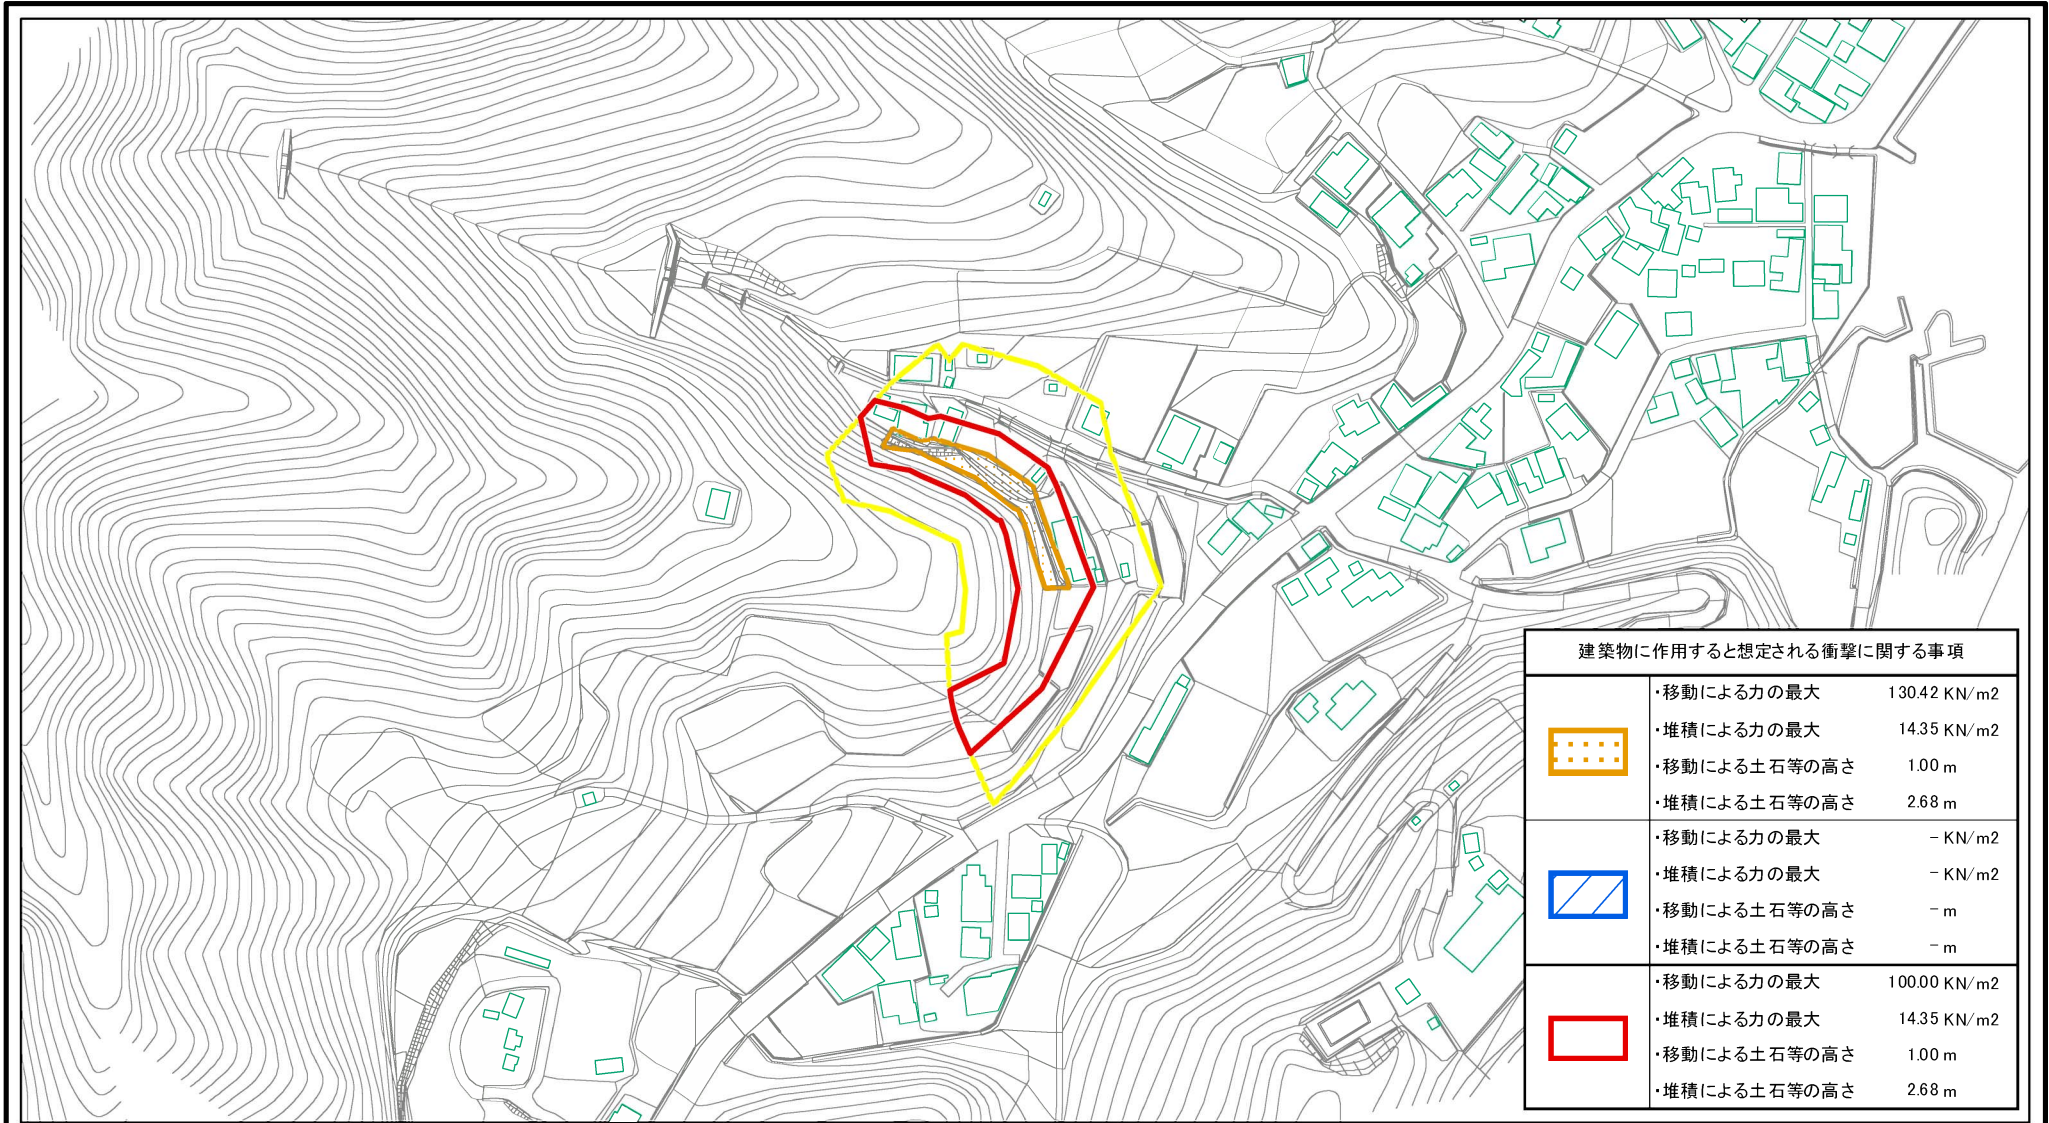 建築物に作用すると想定される衝撃に関する事項
・移動による力の最大 130.42 KN/m2
・堆積による力の最大 14.35 KN/m2
・移動による土石等の高さ 1.00 m
・堆積による土石等の高さ 2.68 m
・移動による力の最大 - KN/m2
・堆積による力の最大 - KN/m2
・移動による土石等の高さ - m
・堆積による土石等の高さ - m
・移動による力の最大 100.00 KN/m2
・堆積による力の最大 14.35 KN/m2
・移動による土石等の高さ 1.00 m
・堆積による土石等の高さ 2.68 m